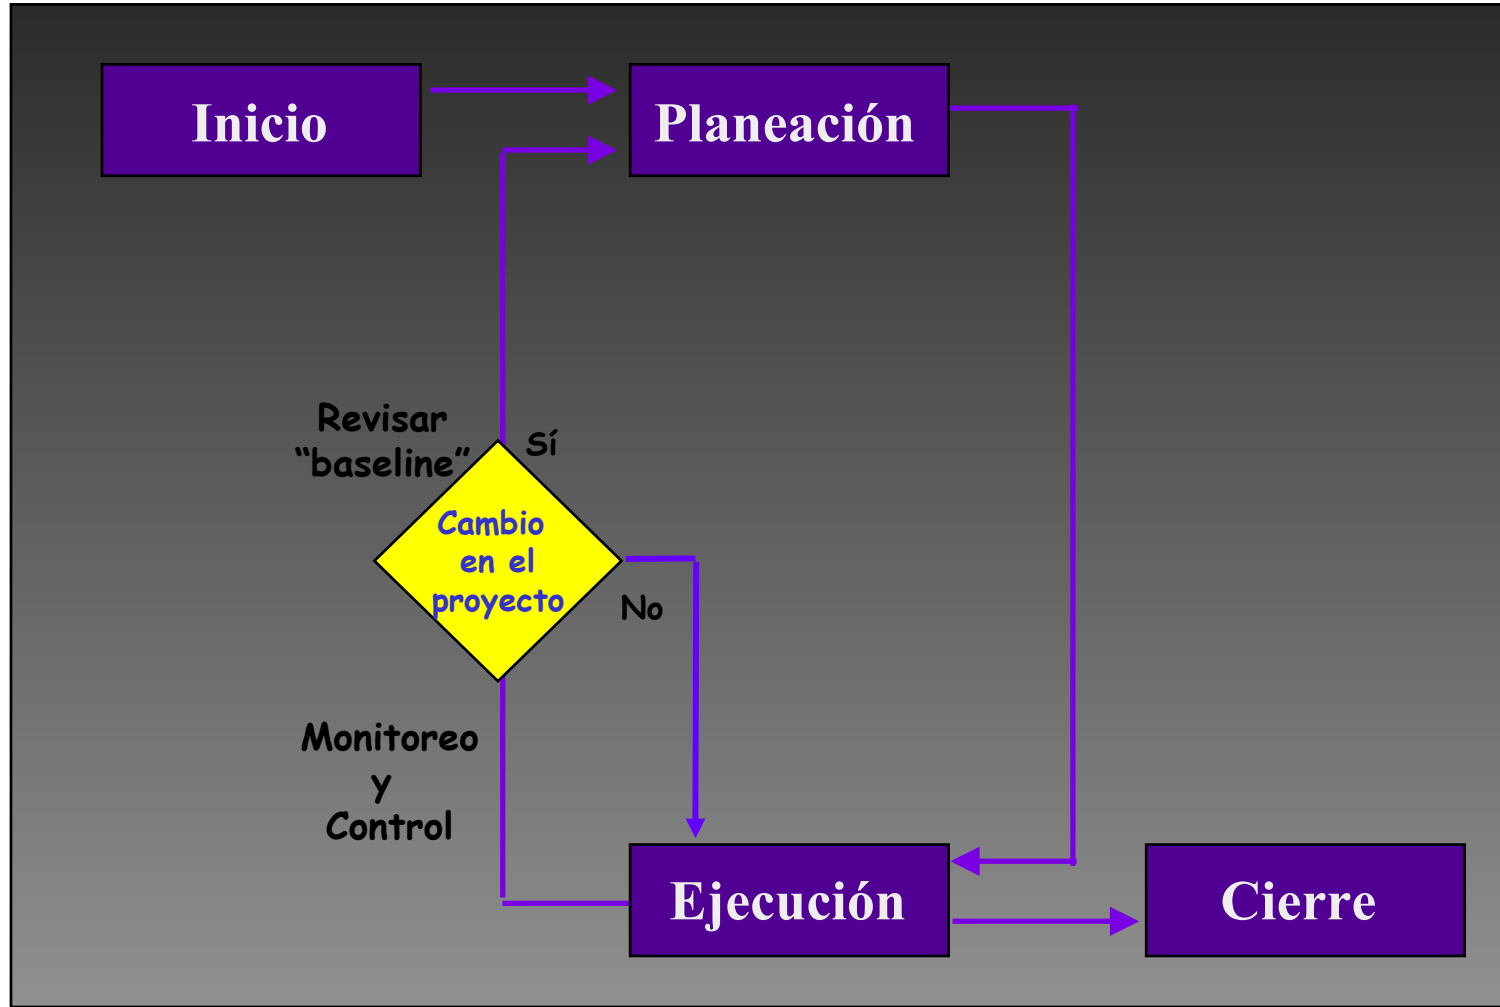 Inicio
Planeación
Revisar
“baseline”
Sí
Cambio
en el
proyecto
No
Monitoreo
y
Control
Ejecución
Cierre